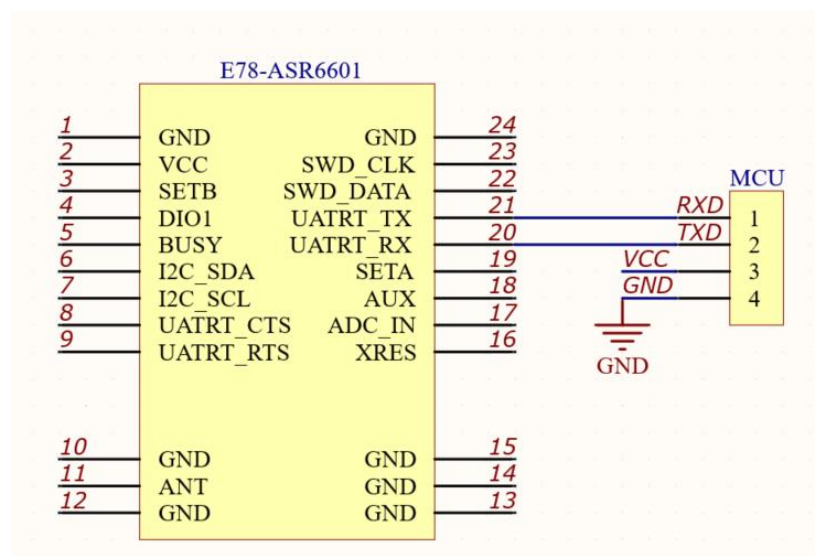 E78-ASR6601
1 GND GND 24
2 VCC SWD_CLK 23
3 SETB SWD_DATA 22
4 DIO1 UATRT_TX 21
5 BUSY UATRT_RX 20
6 I2C_SDA SETA 19
7 I2C_SCL AUX 18
8 UATRT_CTS ADC_IN 17
9 UATRT_RTS XRES 16
10 GND GND 15
11 ANT GND 14
12 GND GND 13
MCU
RXD 1
TXD 2
VCC 3
GND 4
GND